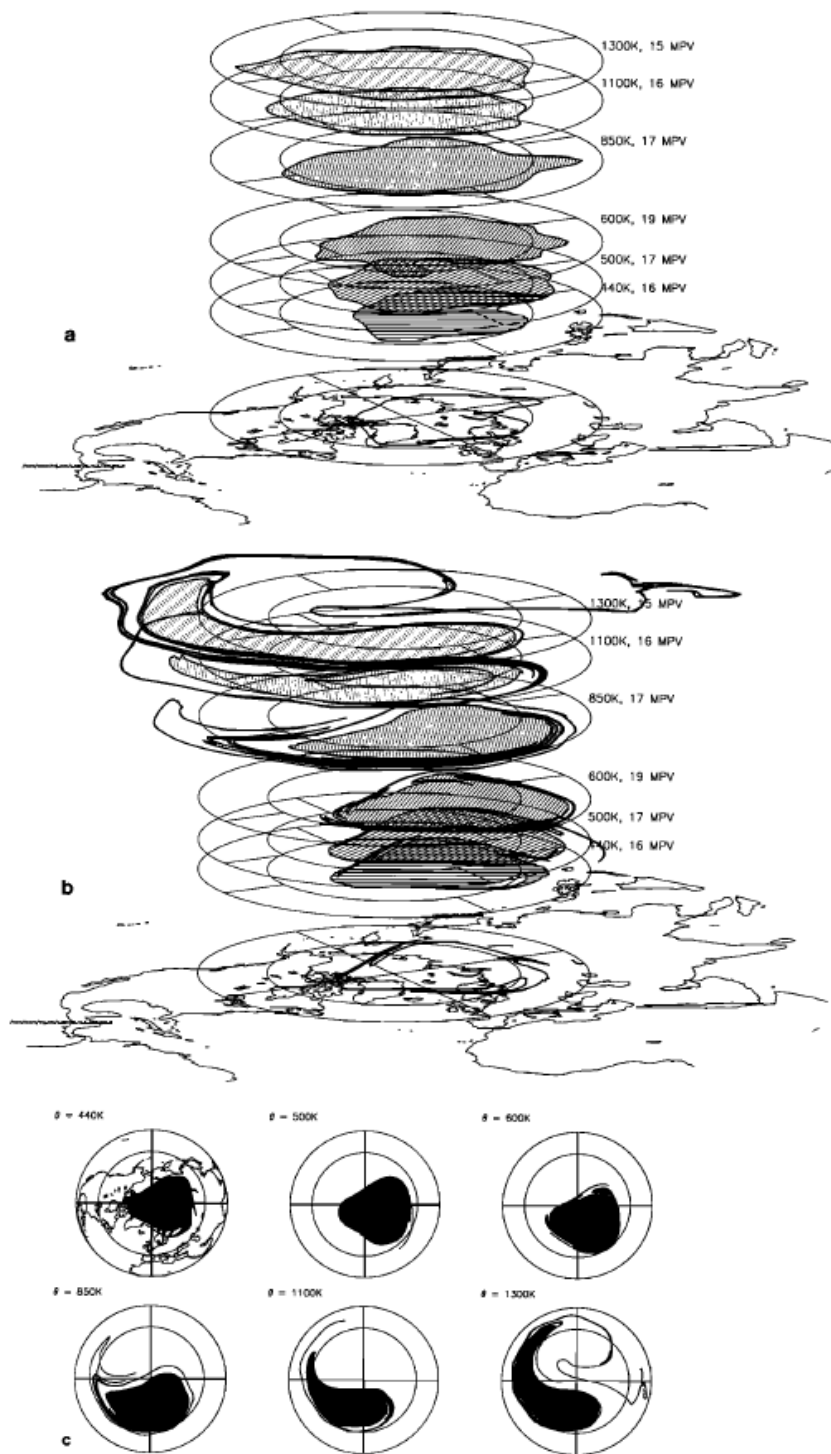 1300K, 15 MPV
1100K, 16 MPV
850K, 17 MPV
600K, 19 MPV
500K, 17 MPV
440K, 16 MPV
a
1300K, 15 MPV
1100K, 16 MPV
850K, 17 MPV
600K, 19 MPV
500K, 17 MPV
440K, 16 MPV
b
θ = 440K
θ = 500K
θ = 600K
θ = 850K
θ = 1100K
θ = 1300K
c